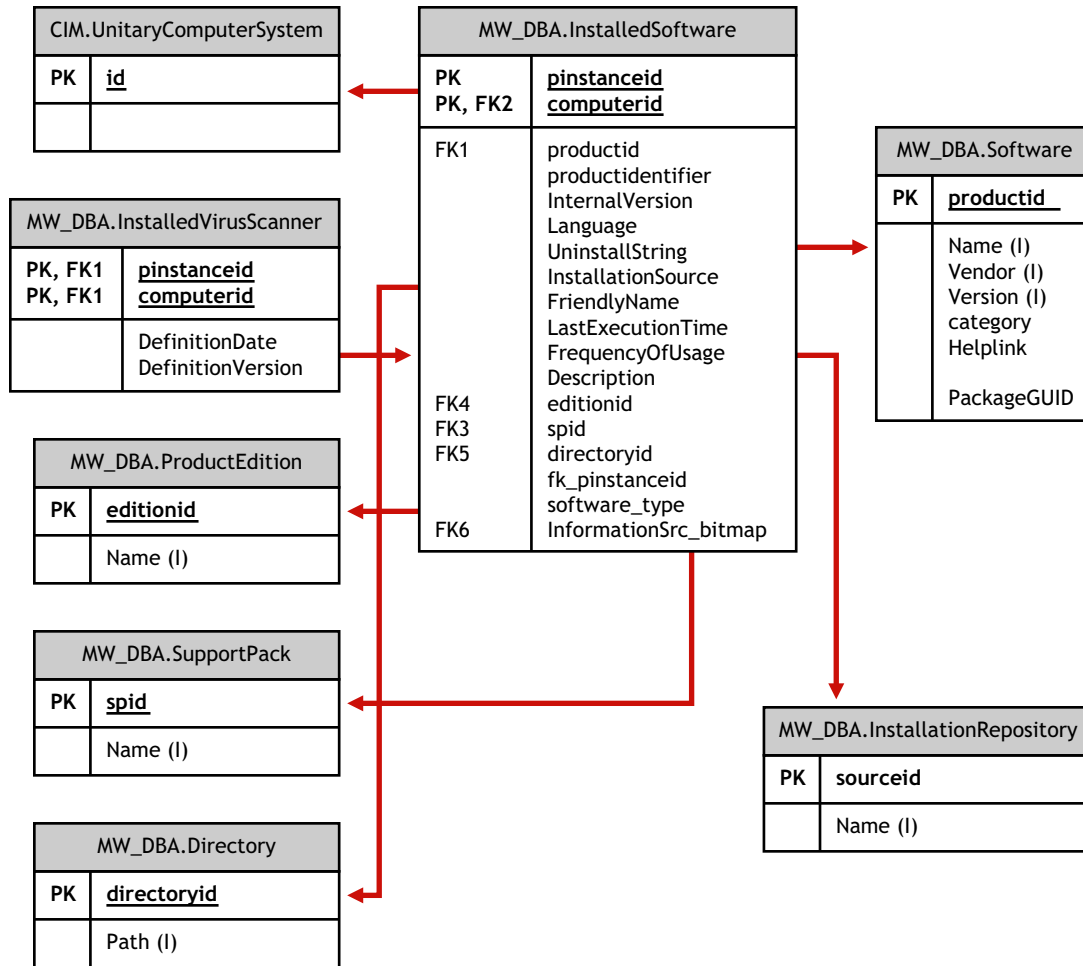 CIM.UnitaryComputerSystem
PK id
MW_DBA.InstalledVirusScanner
PK, FK1 pinstanceid
PK, FK1 computerid
DefinitionDate
DefinitionVersion
MW_DBA.ProductEdition
PK editionid
Name (I)
MW_DBA.SupportPack
PK spid
Name (I)
MW_DBA.Directory
PK directoryid
Path (I)
MW_DBA.InstalledSoftware
PK pinstanceid
PK, FK2 computerid
FK1 productid
productidentifier
InternalVersion
Language
UninstallString
InstallationSource
FriendlyName
LastExecutionTime
FrequencyOfUsage
Description
FK4 editionid
FK3 spid
FK5 directoryid
fk_pinstanceid
software_type
FK6 InformationSrc_bitmap
MW_DBA.Software
PK productid
Name (I)
Vendor (I)
Version (I)
category
Helplink
PackageGUID
MW_DBA.InstallationRepository
PK sourceid
Name (I)